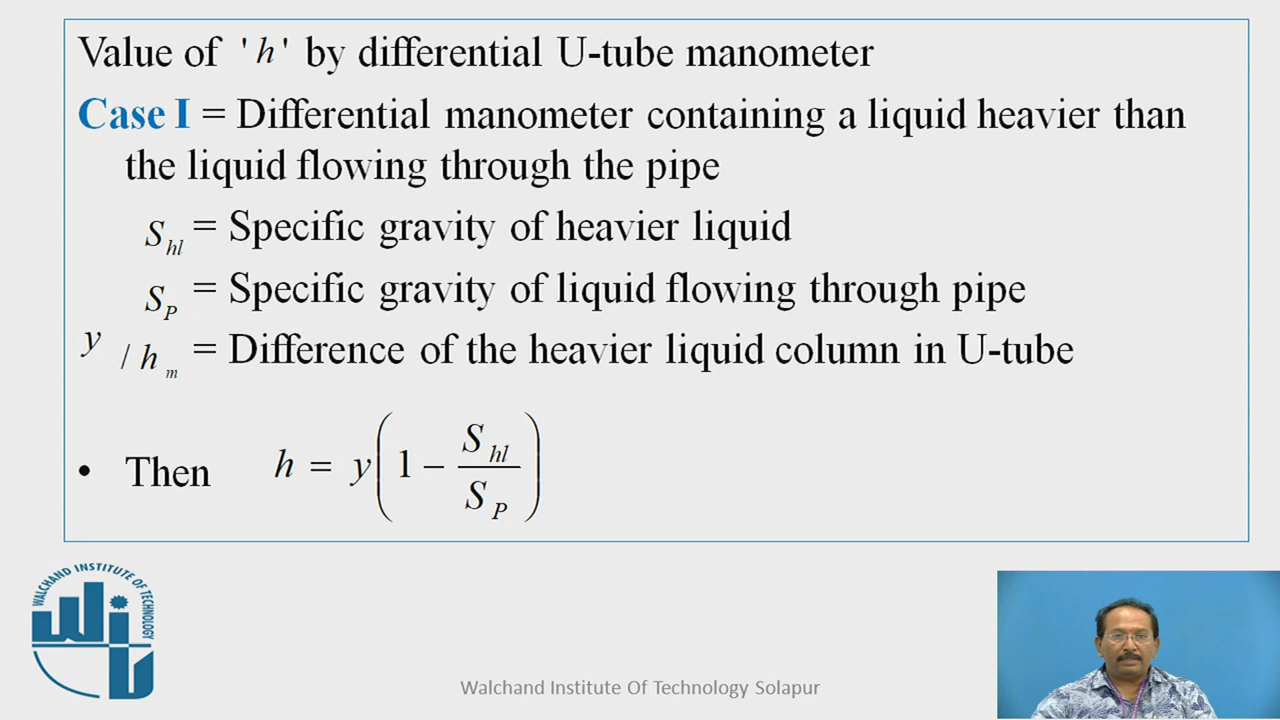 Value of 'h' by differential U-tube manometer
Case I = Differential manometer containing a liquid heavier than
the liquid flowing through the pipe
S_hl = Specific gravity of heavier liquid
S_P = Specific gravity of liquid flowing through pipe
y / h_m = Difference of the heavier liquid column in U-tube
• Then h = y(1 − S_hl / S_P)
WALCHAND INSTITUTE OF TECHNOLOGY
WIT
Walchand Institute Of Technology Solapur